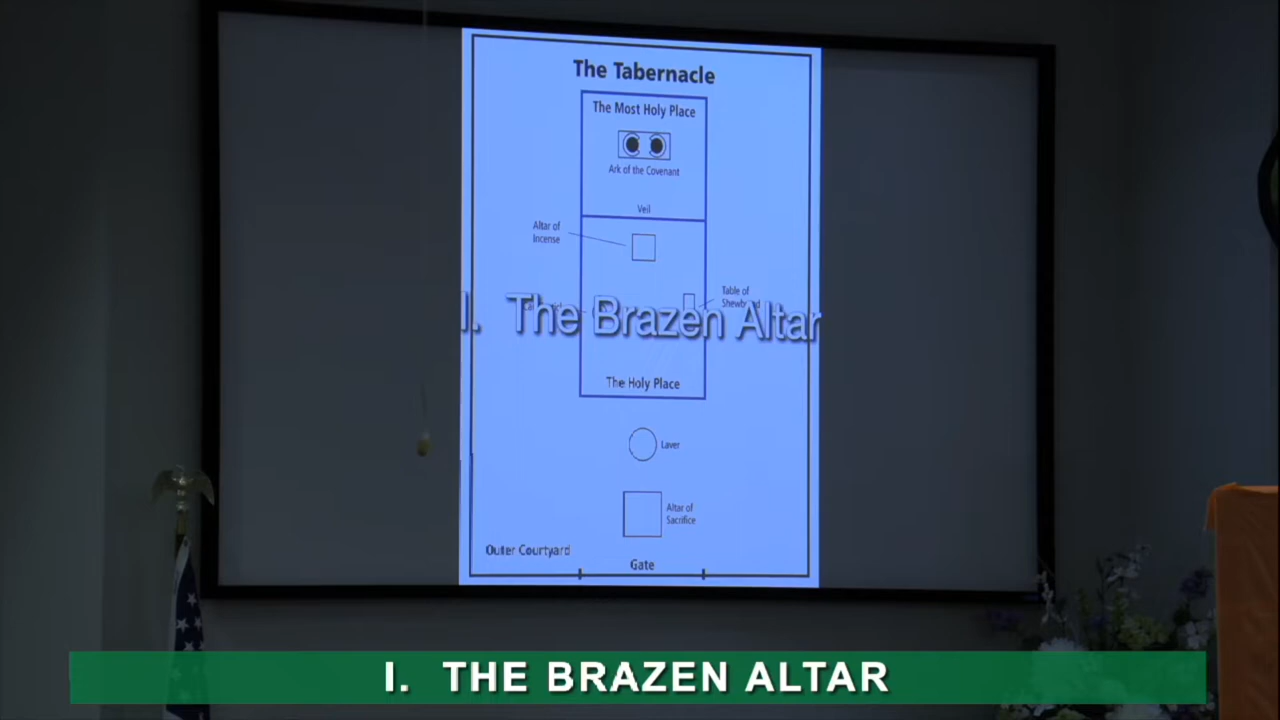 The Tabernacle
The Most Holy Place
Ark of the Covenant
Veil
Altar of
Incense
Table of
I. The Brazen Altar
The Holy Place
Laver
Altar of
Sacrifice
Outer Courtyard
Gate
I. THE BRAZEN ALTAR